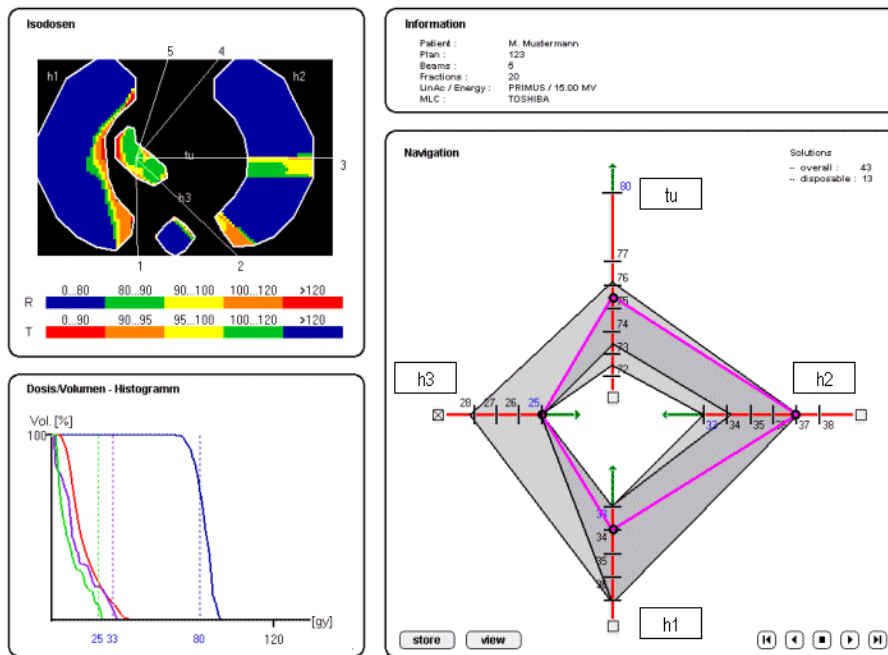 Isodosen
5 4
h1 h2
tu
3
h3
1 2
0...80 80...90 90...100 100...120 >120
R
0...90 90...95 95...100 100...120 >120
T
Dosis/Volumen - Histogramm
Vol. [%]
100
[gy]
25 33 80 120
Information
Patient : M. Mustermann
Plan : 123
Beams : 5
Fractions : 20
LinAc / Energy : PRIMUS / 15.00 MV
MLC : TOSHIBA
Navigation
Solutions
-- overall : 43
-- disposable : 13
80
tu
77
76
75
74
73
72
h3 h2
28 27 26 25
33 34 35 36 37 38
33
34
35
36
h1
store view